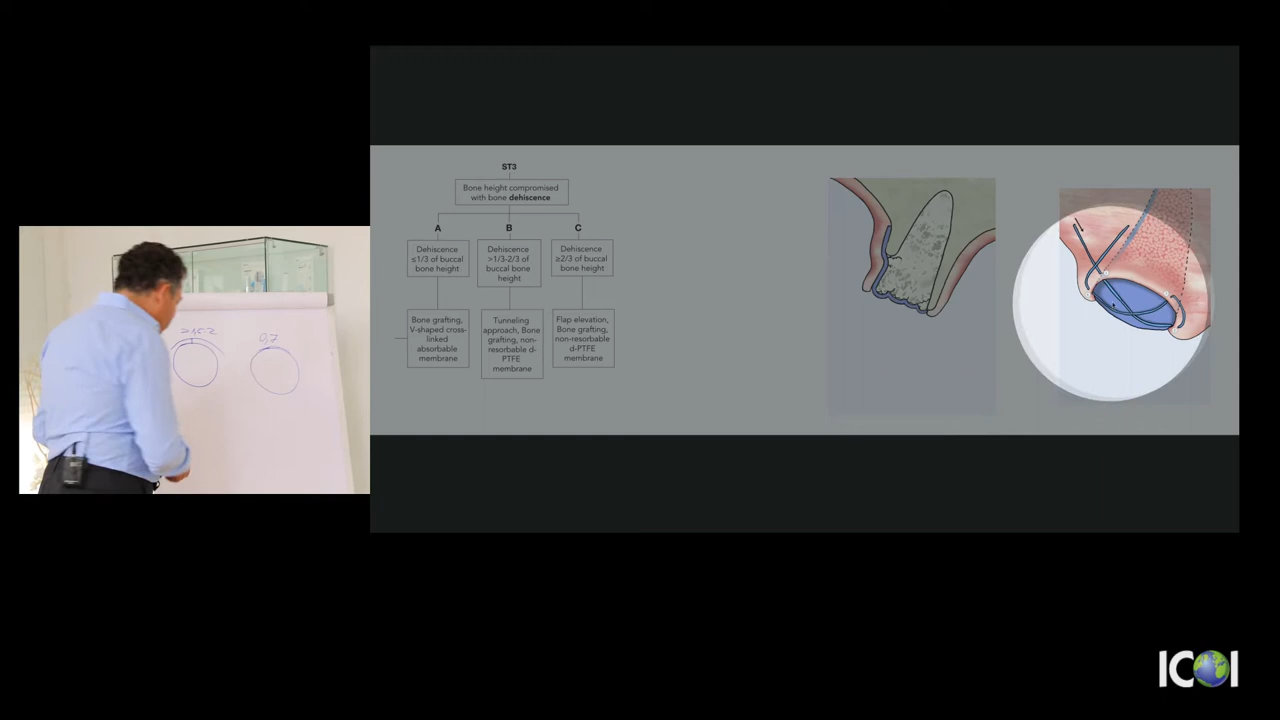 ST3
Bone height compromised
with bone dehiscence
A
B
C
Dehiscence
≤1/3 of buccal
bone height
Dehiscence
>1/3-2/3 of
buccal bone
height
Dehiscence
≥2/3 of buccal
bone height
Bone grafting,
V-shaped cross-
linked
absorbable
membrane
Tunneling
approach, Bone
grafting, non-
resorbable d-
PTFE
membrane
Flap elevation,
Bone grafting,
non-resorbable
d-PTFE
membrane
0,7
ICOI